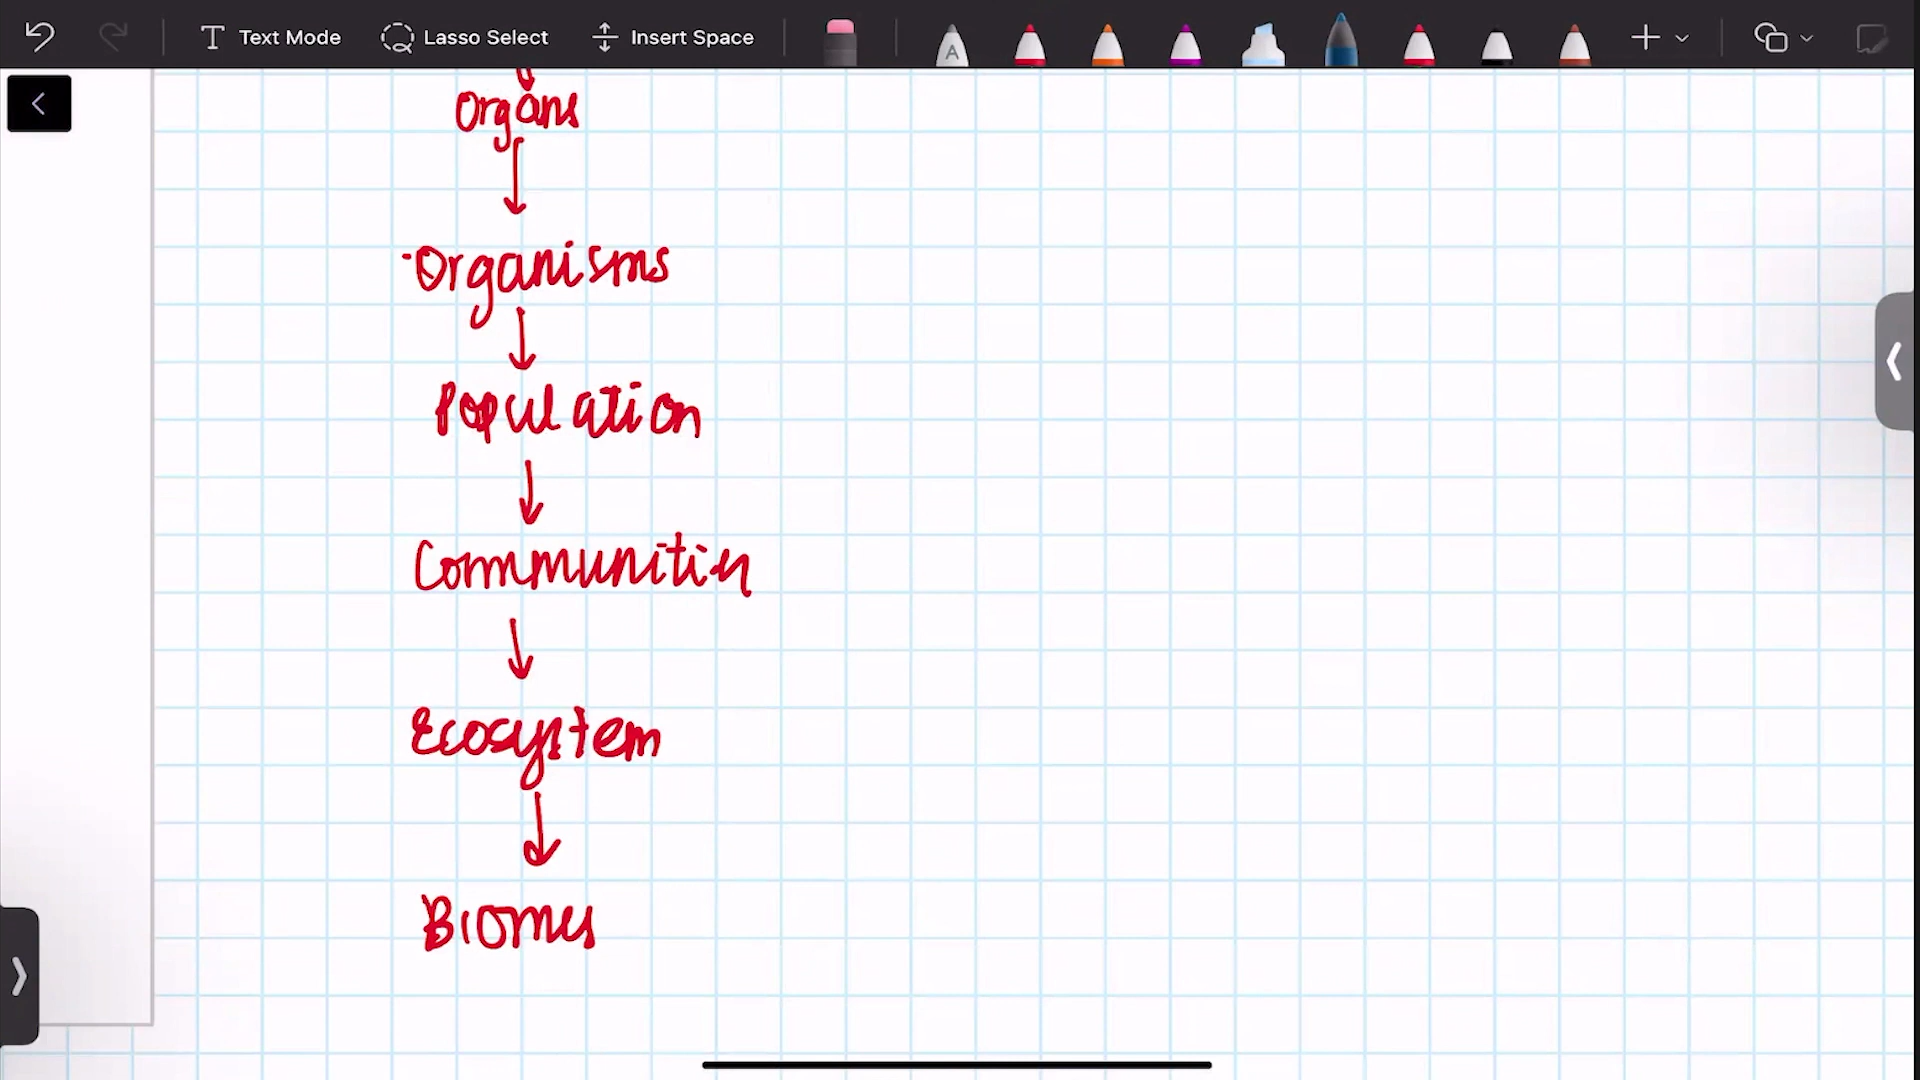 Text Mode Lasso Select Insert Space
A
Organs
Organisms
Population
Communities
Ecosystem
Biomes